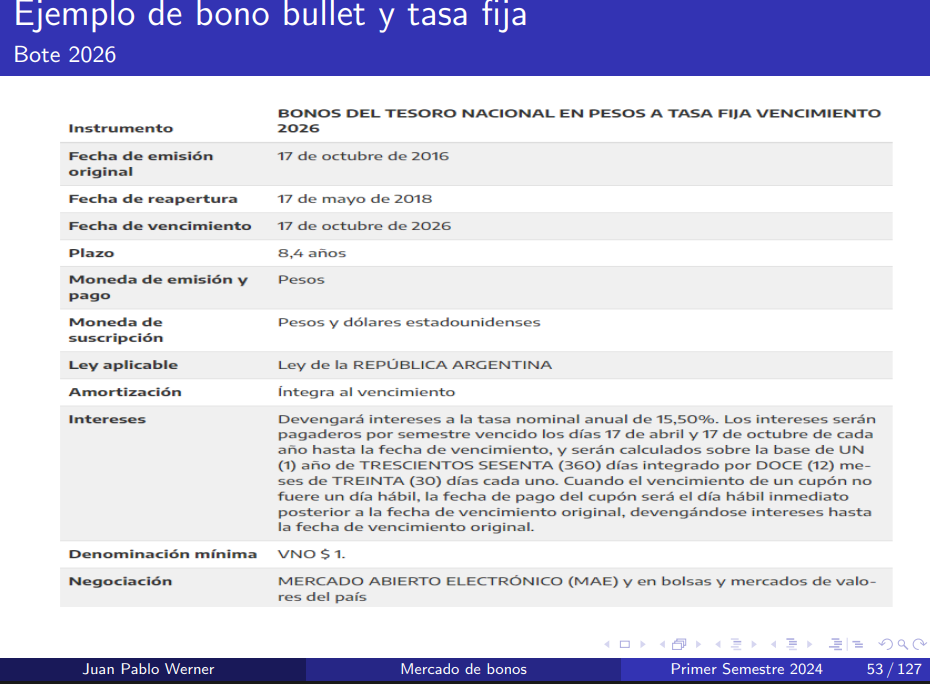 Ejemplo de bono bullet y tasa fija
Bote 2026
BONOS DEL TESORO NACIONAL EN PESOS A TASA FIJA VENCIMIENTO
Instrumento 2026
Fecha de emisión 17 de octubre de 2016
original
Fecha de reapertura 17 de mayo de 2018
Fecha de vencimiento 17 de octubre de 2026
Plazo 8,4 años
Moneda de emisión y Pesos
pago
Moneda de Pesos y dólares estadounidenses
suscripción
Ley aplicable Ley de la REPÚBLICA ARGENTINA
Amortización Íntegra al vencimiento
Intereses Devengará intereses a la tasa nominal anual de 15,50%. Los intereses serán
pagaderos por semestre vencido los días 17 de abril y 17 de octubre de cada
año hasta la fecha de vencimiento, y serán calculados sobre la base de UN
(1) año de TRESCIENTOS SESENTA (360) días integrado por DOCE (12) me-
ses de TREINTA (30) días cada uno. Cuando el vencimiento de un cupón no
fuere un día hábil, la fecha de pago del cupón será el día hábil inmediato
posterior a la fecha de vencimiento original, devengándose intereses hasta
la fecha de vencimiento original.
Denominación mínima VNO $ 1.
Negociación MERCADO ABIERTO ELECTRÓNICO (MAE) y en bolsas y mercados de valo-
res del país
Juan Pablo Werner Mercado de bonos Primer Semestre 2024 53 / 127